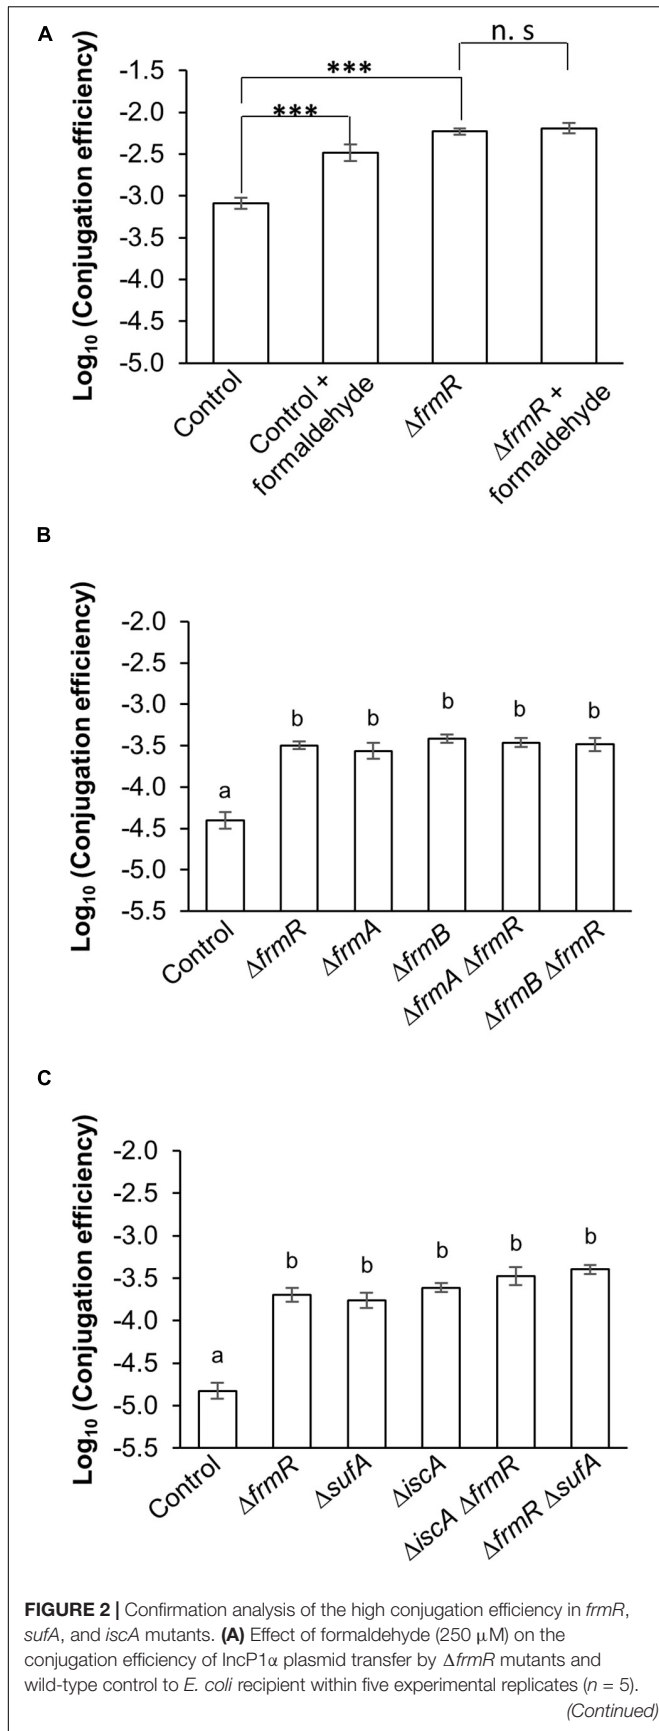 A
Log10 (Conjugation efficiency)
-1.5
-2.0
-2.5
-3.0
-3.5
-4.0
-4.5
-5.0
***
***
n. s
Control
Control +
formaldehyde
ΔfrmR
ΔfrmR +
formaldehyde
B
Log10 (Conjugation efficiency)
-2.0
-2.5
-3.0
-3.5
-4.0
-4.5
-5.0
-5.5
a
b
b
b
b
b
Control
ΔfrmR
ΔfrmA
ΔfrmB
ΔfrmA ΔfrmR
ΔfrmB ΔfrmR
C
Log10 (Conjugation efficiency)
-2.0
-2.5
-3.0
-3.5
-4.0
-4.5
-5.0
-5.5
a
b
b
b
b
b
Control
ΔfrmR
ΔsufA
ΔiscA
ΔiscA ΔfrmR
ΔfrmR ΔsufA
FIGURE 2 | Confirmation analysis of the high conjugation efficiency in frmR,
sufA, and iscA mutants. (A) Effect of formaldehyde (250 μM) on the
conjugation efficiency of IncP1α plasmid transfer by ΔfrmR mutants and
wild-type control to E. coli recipient within five experimental replicates (n = 5).
(Continued)